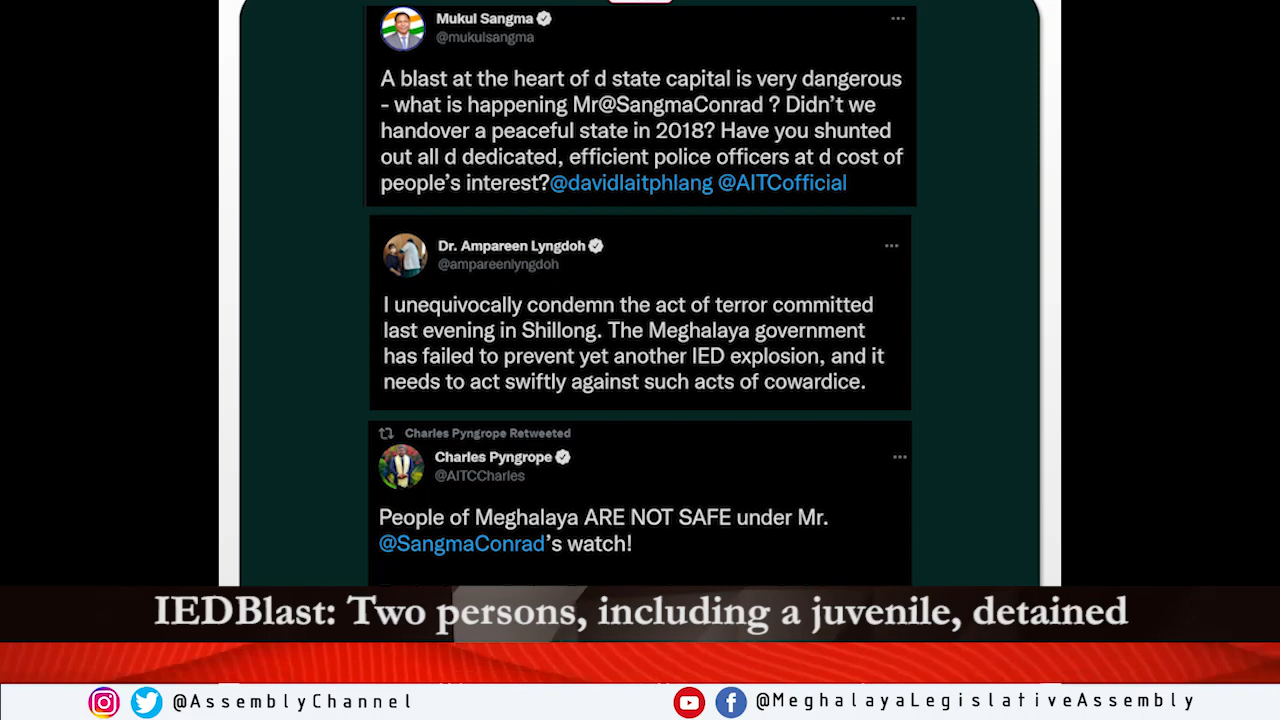 Mukul Sangma
@mukulsangma
A blast at the heart of d state capital is very dangerous
- what is happening Mr@SangmaConrad ? Didn't we
handover a peaceful state in 2018? Have you shunted
out all d dedicated, efficient police officers at d cost of
people's interest?@davidlaitphlang @AITCofficial
Dr. Ampareen Lyngdoh
@ampareenlyngdoh
I unequivocally condemn the act of terror committed
last evening in Shillong. The Meghalaya government
has failed to prevent yet another IED explosion, and it
needs to act swiftly against such acts of cowardice.
Charles Pyngrope Retweeted
Charles Pyngrope
@AITCCharles
People of Meghalaya ARE NOT SAFE under Mr.
@SangmaConrad's watch!
IEDBlast: Two persons, including a juvenile, detained
@AssemblyChannel
@MeghalayaLegislativeAssembly